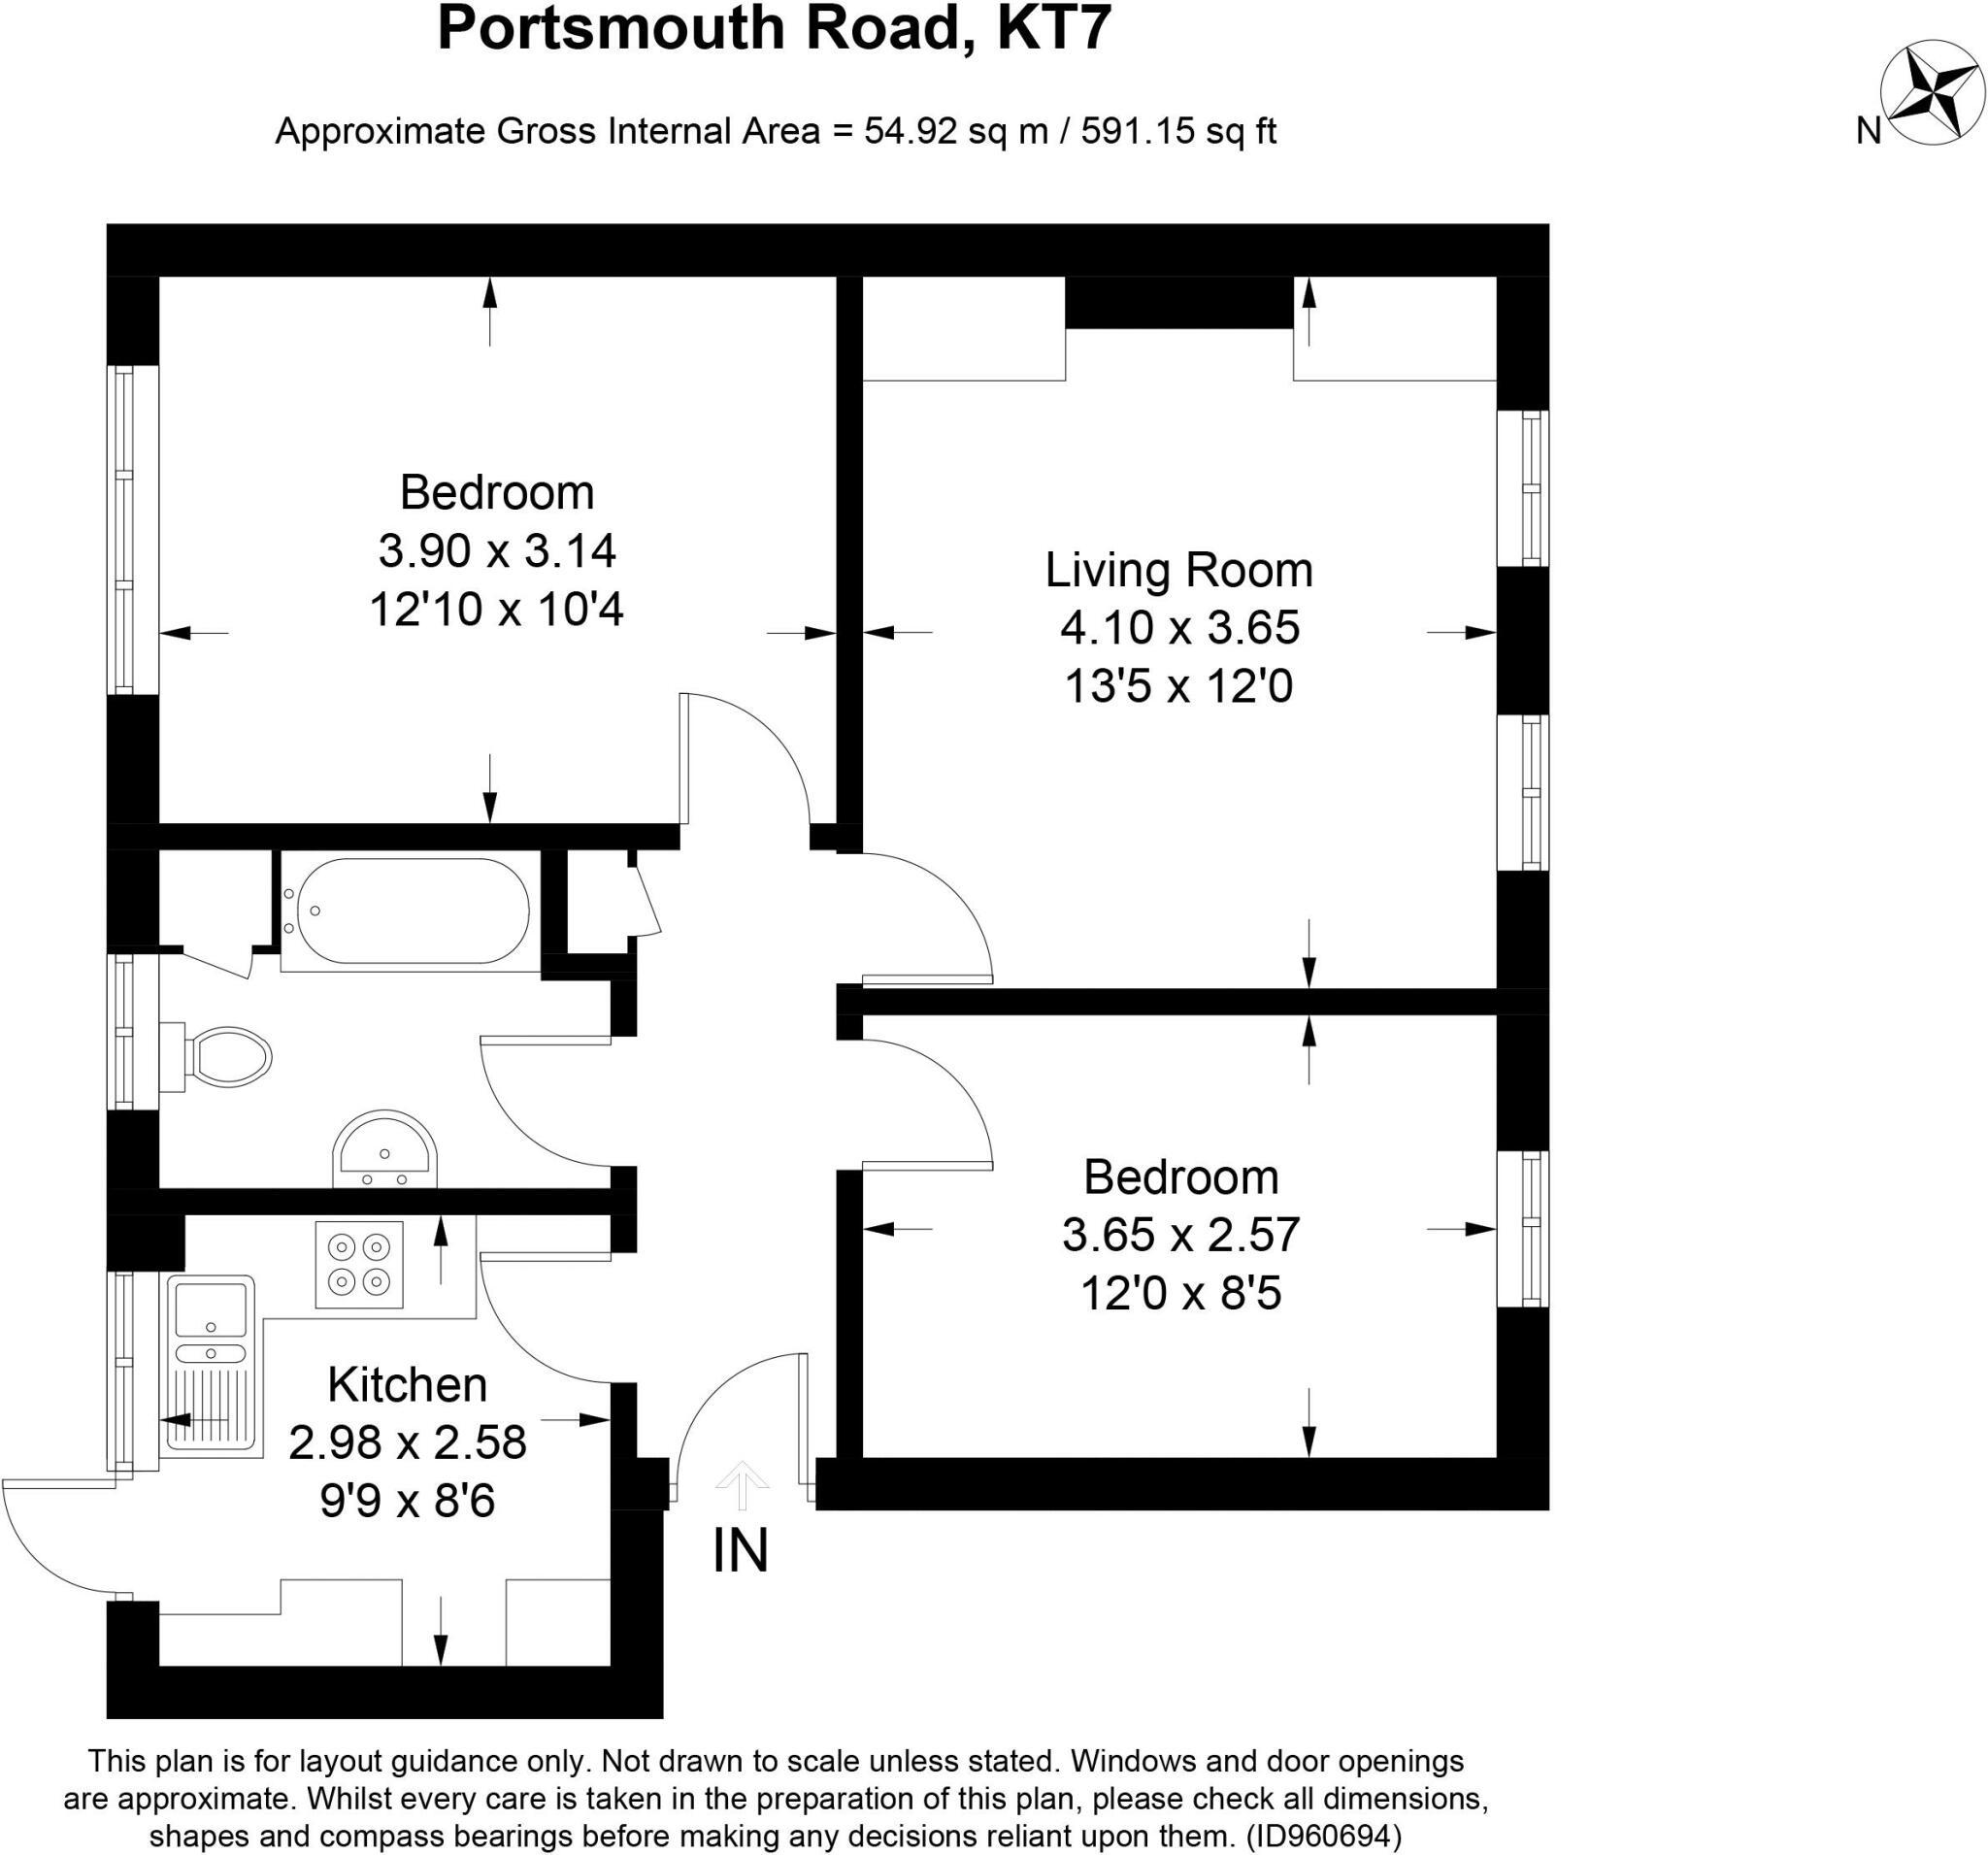 Portsmouth Road, KT7
Approximate Gross Internal Area = 54.92 sq m / 591.15 sq ft
N
Bedroom
3.90 x 3.14
12'10 x 10'4
Living Room
4.10 x 3.65
13'5 x 12'0
Bedroom
3.65 x 2.57
12'0 x 8'5
Kitchen
2.98 x 2.58
9'9 x 8'6
IN
This plan is for layout guidance only. Not drawn to scale unless stated. Windows and door openings
are approximate. Whilst every care is taken in the preparation of this plan, please check all dimensions,
shapes and compass bearings before making any decisions reliant upon them. (ID960694)